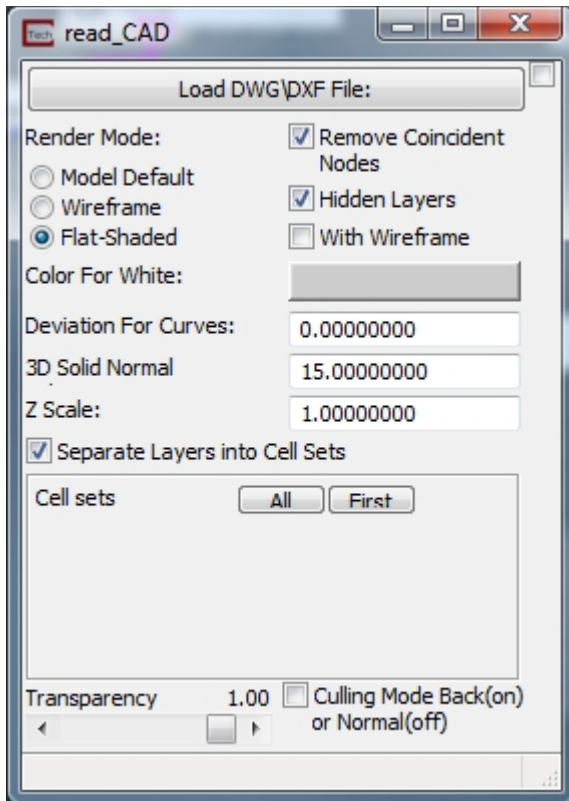 Tech read_CAD
Load DWG\DXF File:
Render Mode:
Remove Coincident
Nodes
Model Default
Wireframe
Hidden Layers
Flat-Shaded
With Wireframe
Color For White:
Deviation For Curves: 0.00000000
3D Solid Normal 15.00000000
Z Scale: 1.00000000
Separate Layers into Cell Sets
Cell sets All First
Transparency 1.00
Culling Mode Back(on)
or Normal(off)